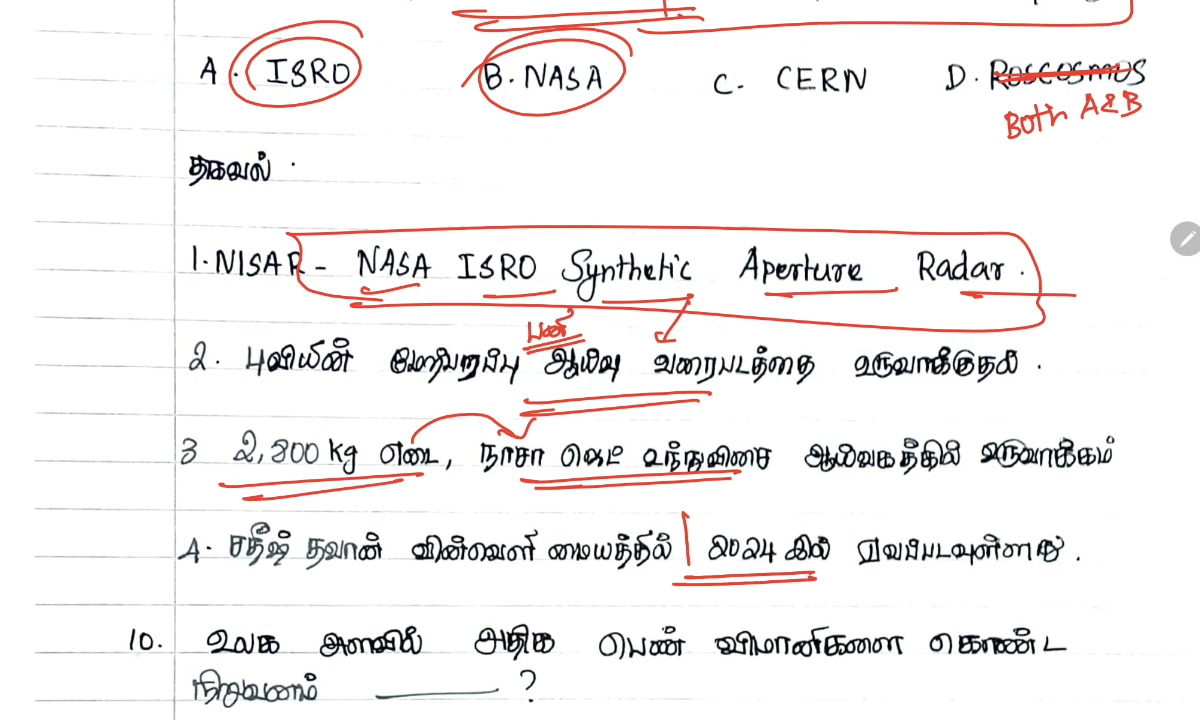 A. ISRO B. NASA C. CERN D. Roscosmos
Both A&B
தகவல்.
1. NISAR - NASA ISRO Synthetic Aperture Radar.
பனி
2. புவியின் மேற்பரப்பு ஆய்வு வரைபடத்தை உருவாக்குதல்.
3 2,800 kg எடை, நாசா ஜெட் உந்துவிசை ஆய்வகத்தில் உருவாக்கம்
4. சதீஷ் தவான் விண்வெளி மையத்தில் 2024 இல் ஏவப்படவுள்ளது.
10. உலக அளவில் அதிக பெண் விமானிகளை கொண்ட
நிறுவனம் ______ ?